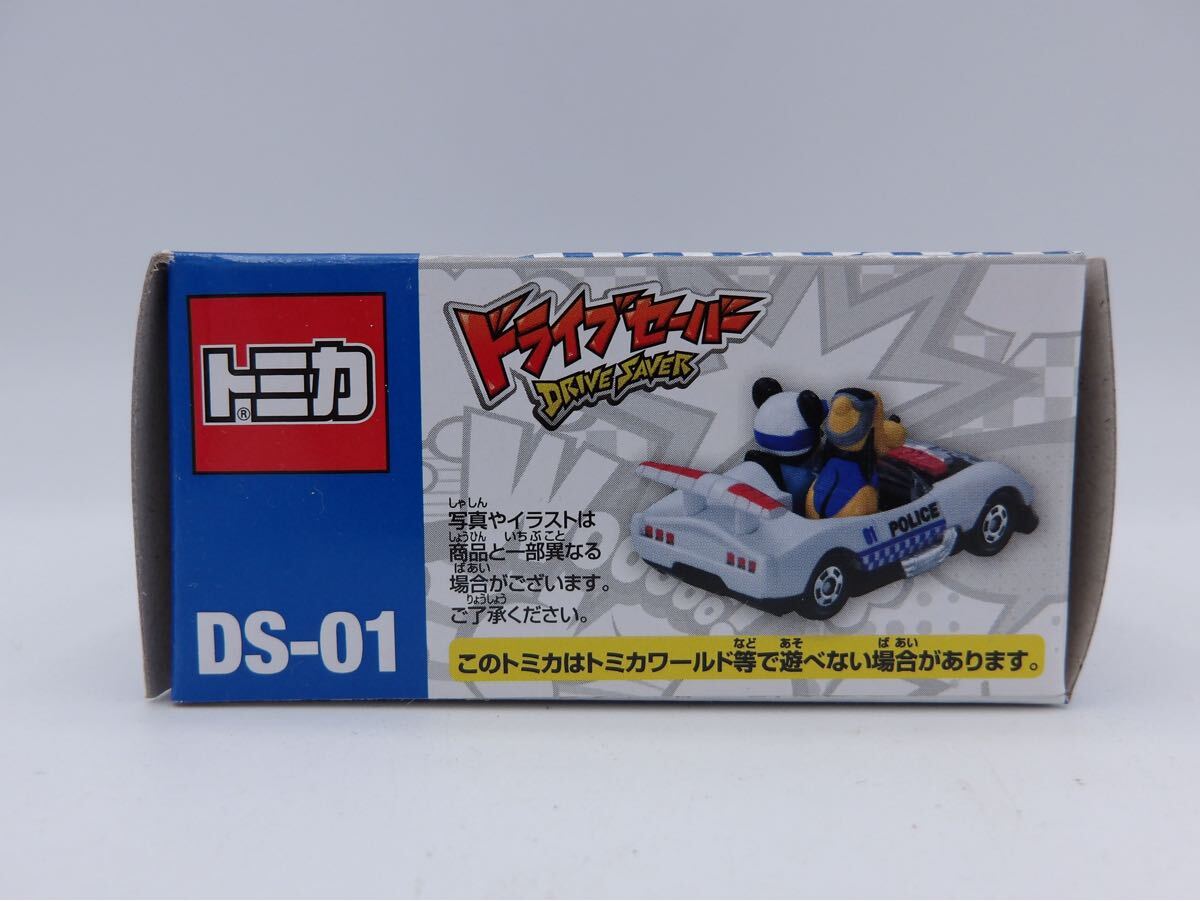 トミカ®
DS-01
ドライブセーバー
DRIVE SAVER
しゃしん
写真やイラストは
しょうひん いちぶこと
商品と一部異なる
ばあい
場合がございます。
りょうしょう
ご了承ください。
01 POLICE
など あそ ばあい
このトミカはトミカワールド等で遊べない場合があります。